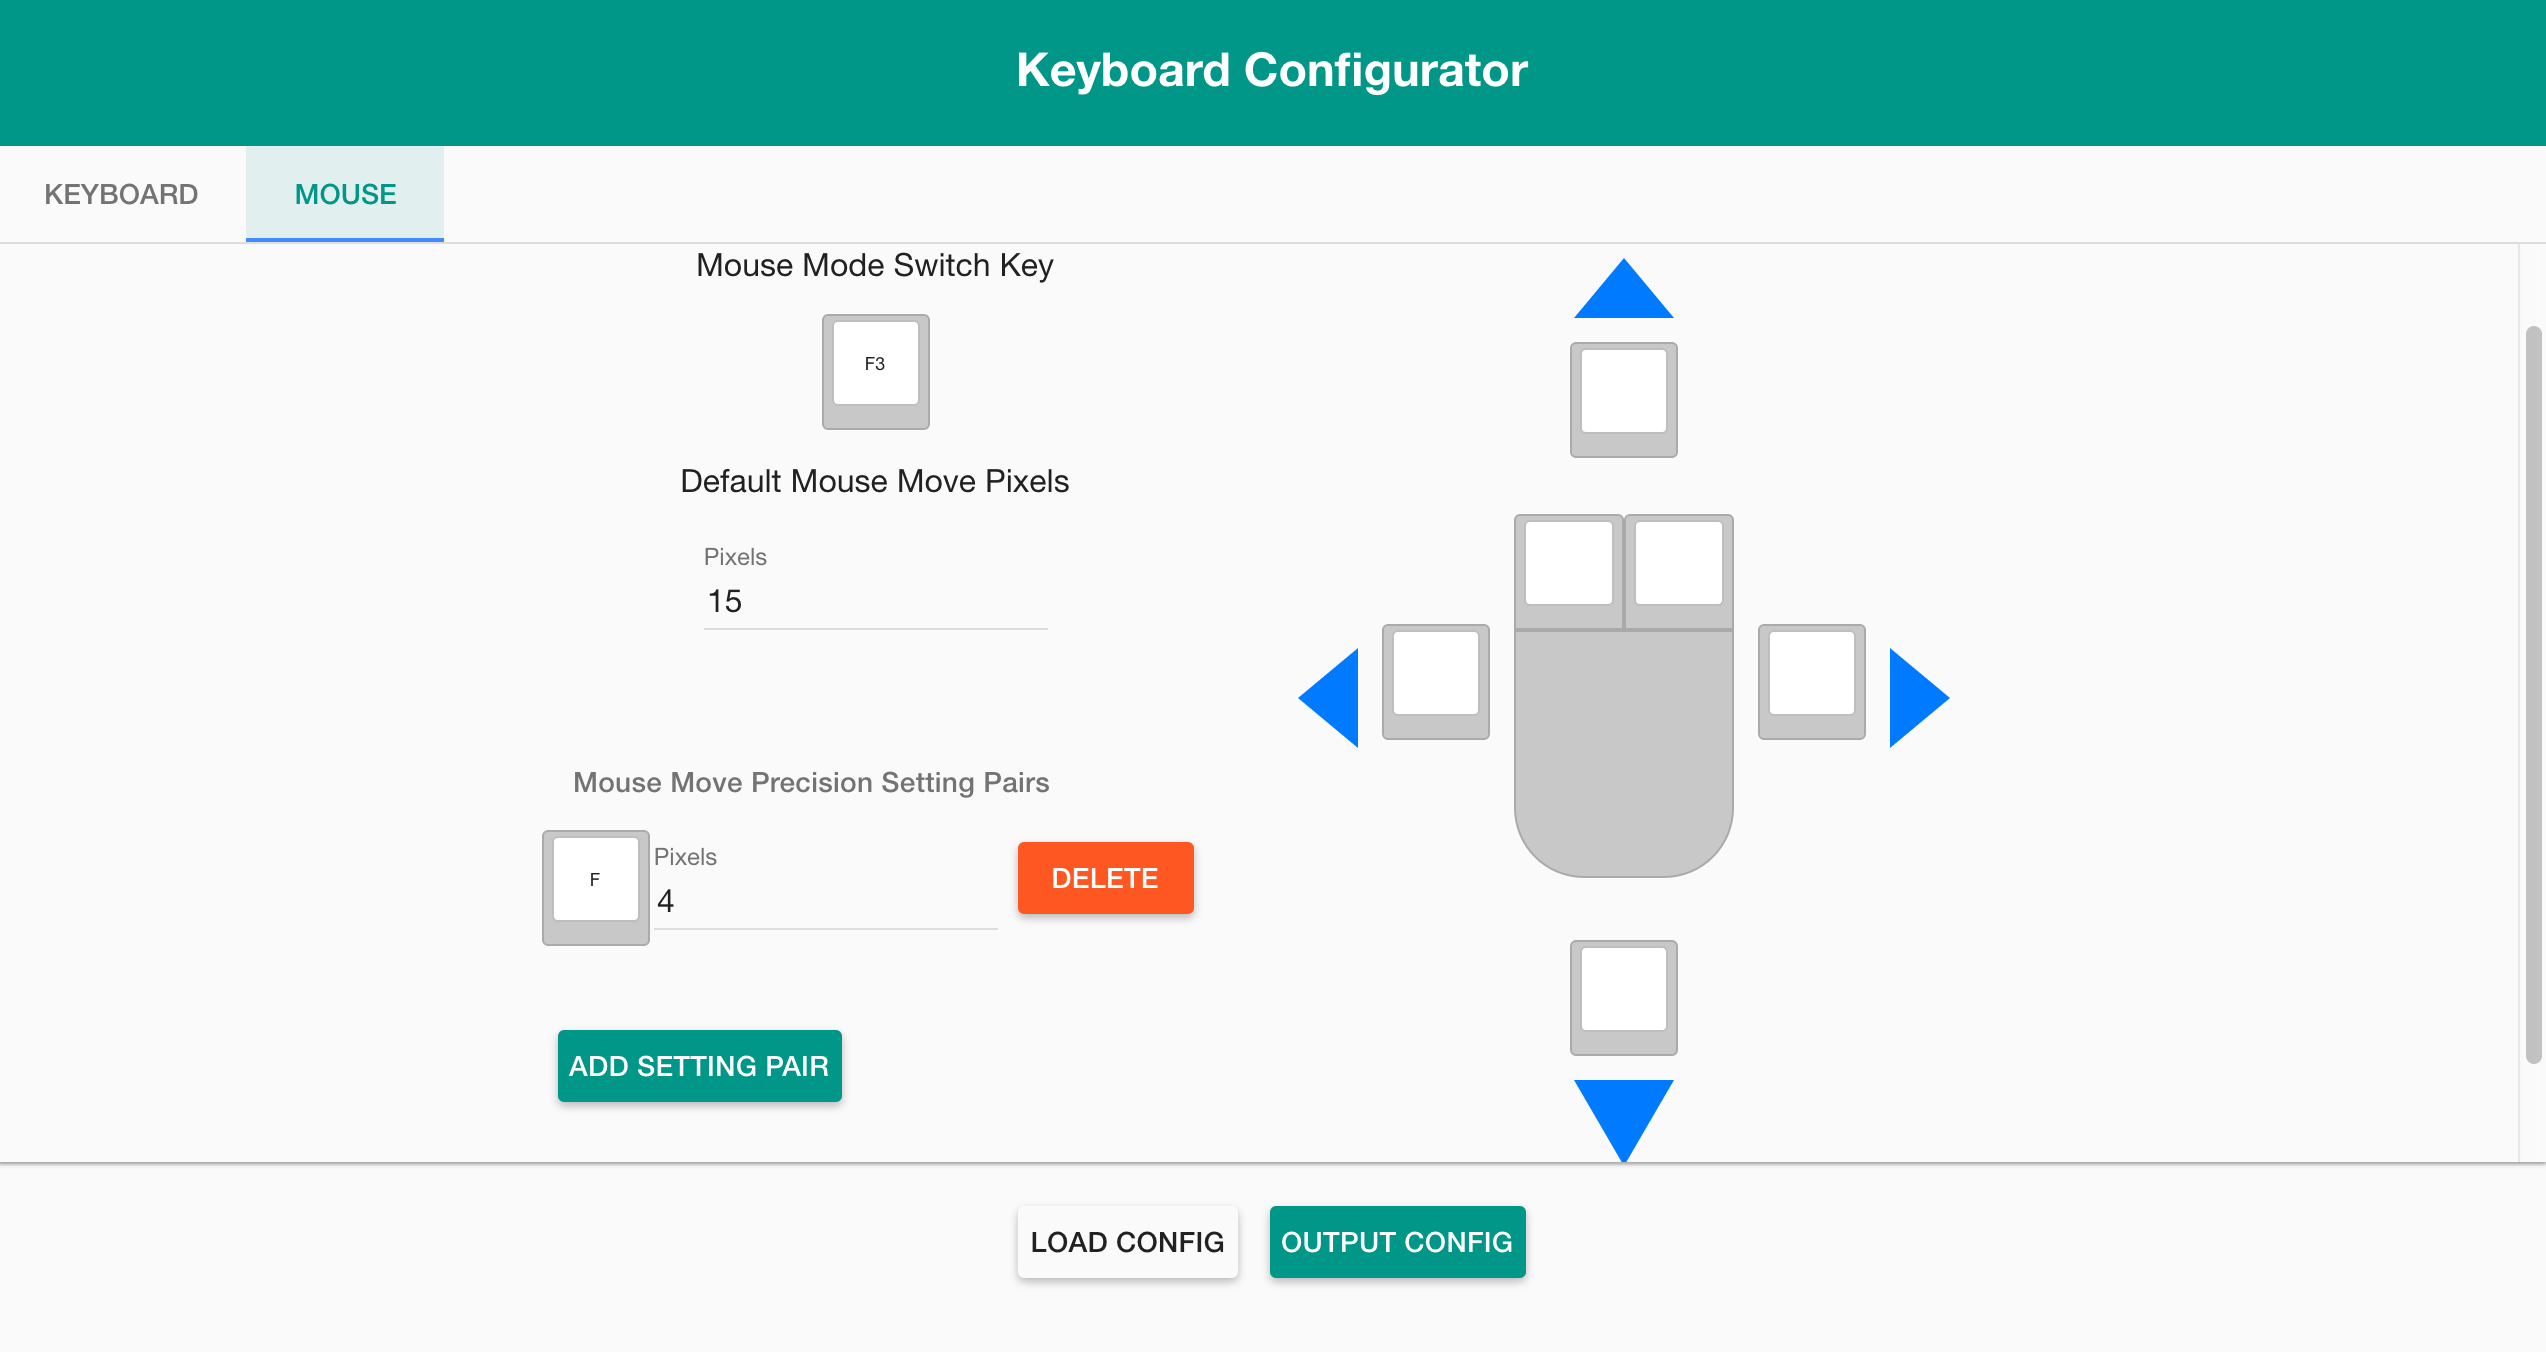 Keyboard Configurator
KEYBOARD
MOUSE
Mouse Mode Switch Key
F3
Default Mouse Move Pixels
Pixels
15
Mouse Move Precision Setting Pairs
F
Pixels
4
DELETE
ADD SETTING PAIR
LOAD CONFIG
OUTPUT CONFIG